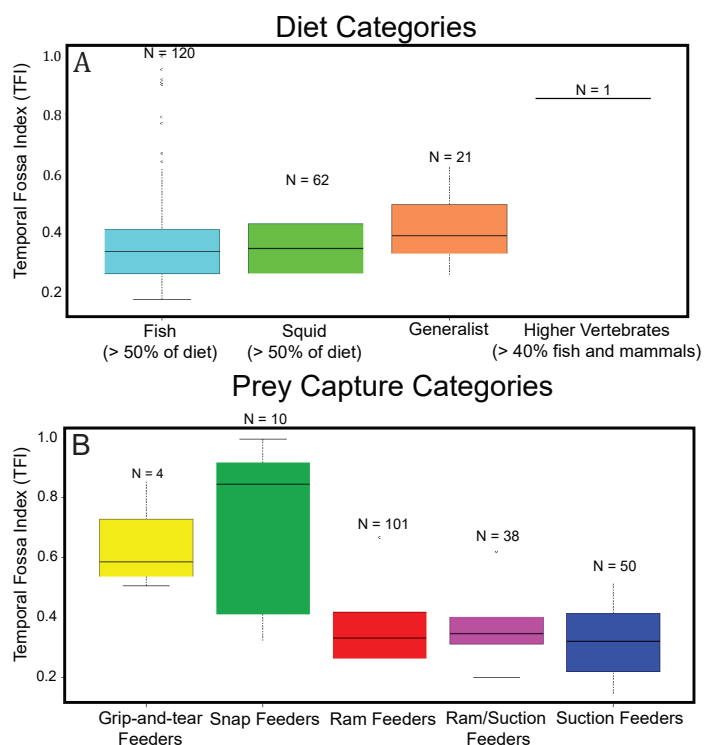 Diet Categories
A
N = 120
N = 62
N = 21
N = 1
Temporal Fossa Index (TFI)
1.0
0.8
0.6
0.4
0.2
Fish
(> 50% of diet)
Squid
(> 50% of diet)
Generalist
Higher Vertebrates
(> 40% fish and mammals)
Prey Capture Categories
B
N = 4
N = 10
N = 101
N = 38
N = 50
Temporal Fossa Index (TFI)
1.0
0.8
0.6
0.4
0.2
Grip-and-tear
Feeders
Snap Feeders
Ram Feeders
Ram/Suction
Feeders
Suction Feeders